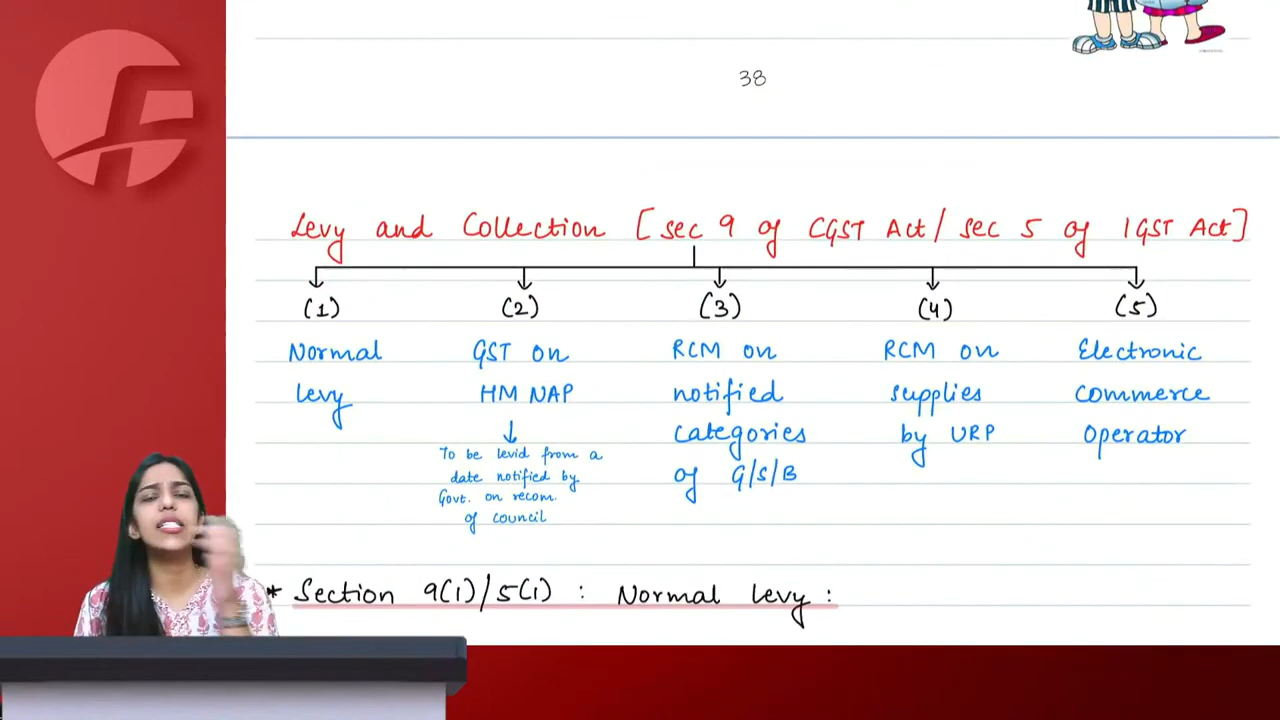 38
Levy and Collection [sec 9 of CGST Act/ sec 5 of IGST Act]
(1) (2) (3) (4) (5)
Normal levy
GST on
HM NAP
To be levid from a
date notified by
Govt. on recom.
of council
RCM on
notified
categories
of G/S/B
RCM on
supplies
by URP
Electronic
commerce
operator
* Section 9(1)/5(1) : Normal levy :